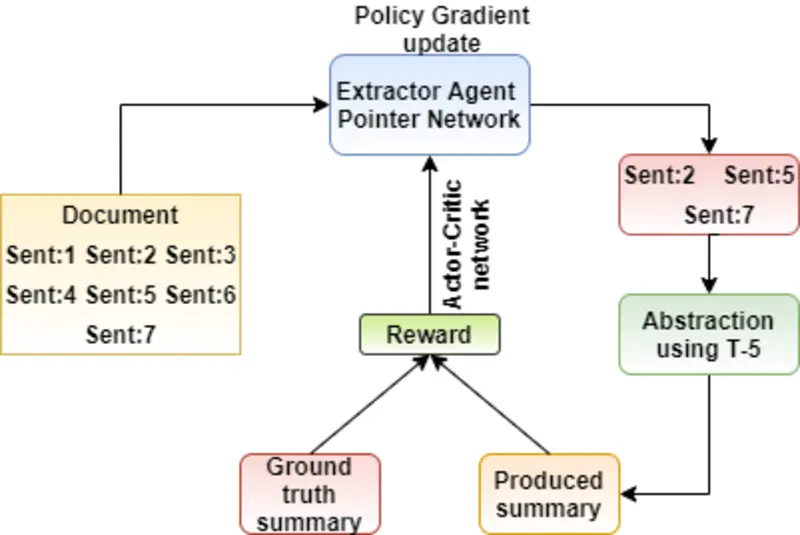 Policy Gradient
update
Extractor Agent
Pointer Network
Document
Sent:1 Sent:2 Sent:3
Sent:4 Sent:5 Sent:6
Sent:7
Actor-Critic
network
Sent:2 Sent:5
Sent:7
Reward
Abstraction
using T-5
Ground
truth
summary
Produced
summary